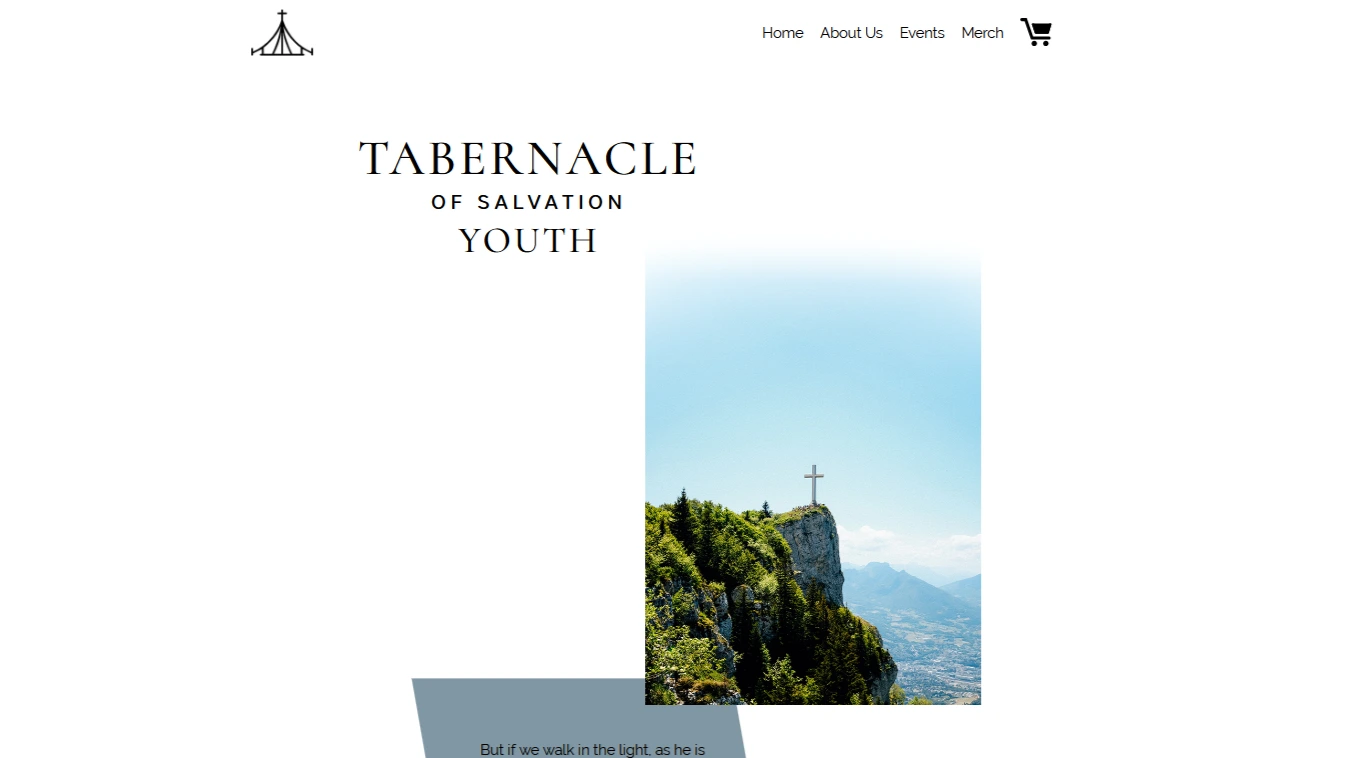 Home About Us Events Merch
TABERNACLE
OF SALVATION
YOUTH
But if we walk in the light, as he is